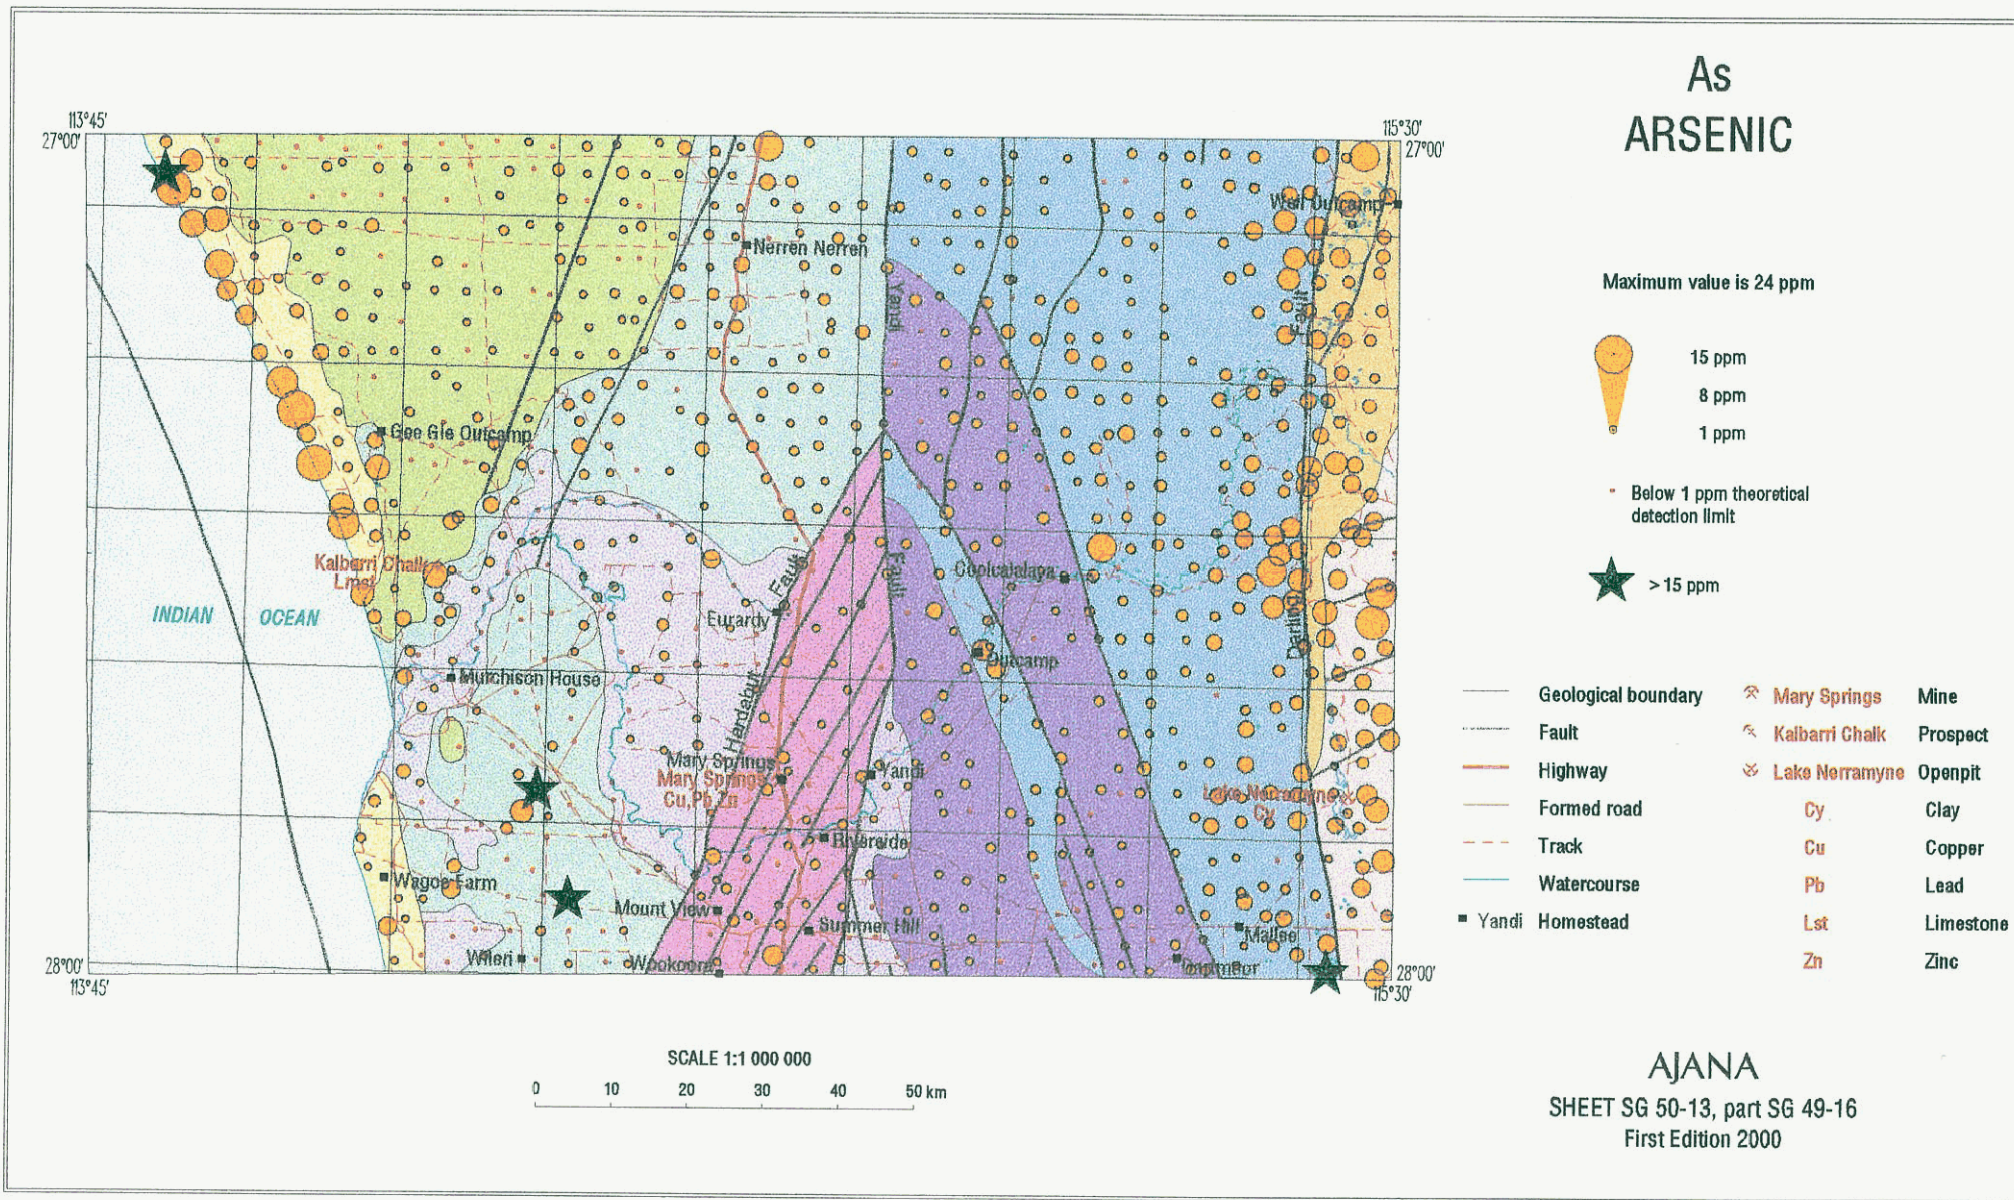 As
ARSENIC
113°45'
27°00'
115°30'
27°00'
Well Outcamp
Nerren Nerren
Yandi
Fault
Gee Gie Outcamp
Kalbarri Chalk
Lmst
INDIAN OCEAN
Fault
Fault
Coolcalalaya
Eurardy
Darling
Outcamp
Murchison House
Hardabut
Mary Springs
Mary Springs
Cu,Pb,Zn
Yandi
Lake Nerramyne
Cy
Riverside
Wagoe Farm
Mount View
Summer Hill
Mallee
Wileri
Wookoora
28°00'
113°45'
28°00'
115°30'
Maximum value is 24 ppm
15 ppm
8 ppm
1 ppm
Below 1 ppm theoretical
detection limit
>15 ppm
Geological boundary
Fault
Highway
Formed road
Track
Watercourse
Yandi Homestead
Mary Springs Mine
Kalbarri Chalk Prospect
Lake Nerramyne Openpit
Cy Clay
Cu Copper
Pb Lead
Lst Limestone
Zn Zinc
SCALE 1:1 000 000
0 10 20 30 40 50 km
AJANA
SHEET SG 50-13, part SG 49-16
First Edition 2000